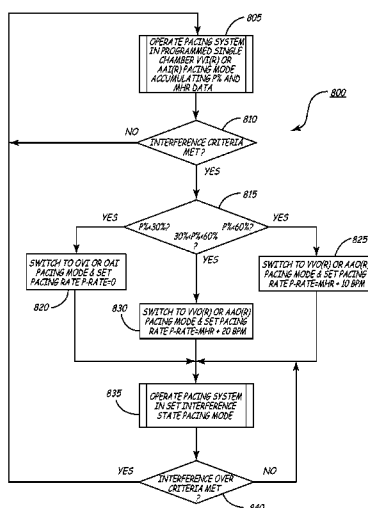 805
OPERATE PACING SYSTEM
IN PROGRAMMED SINGLE
CHAMBER VVI(R) OR
AAI(R) PACING MODE
ACCUMULATING P% AND
MHR DATA
800
810
NO
INTERFERENCE CRITERIA
MET?
YES
815
YES
P%<30%?
30%<P%<60%
?
P%>60%?
YES
825
YES
SWITCH TO OVI OR OAI
PACING MODE & SET
PACING RATE P-RATE=0
SWITCH TO VVO(R) OR AAO(R)
PACING MODE & SET PACING
RATE P-RATE=MHR + 10 BPM
820
830
SWITCH TO VVO(R) OR AAO(R)
PACING MODE & SET PACING
RATE P-RATE=MHR + 20 BPM
835
OPERATE PACING SYSTEM
IN SET INTERFERENCE
STATE PACING MODE
YES
INTERFERENCE OVER
CRITERIA MET
?
NO
840